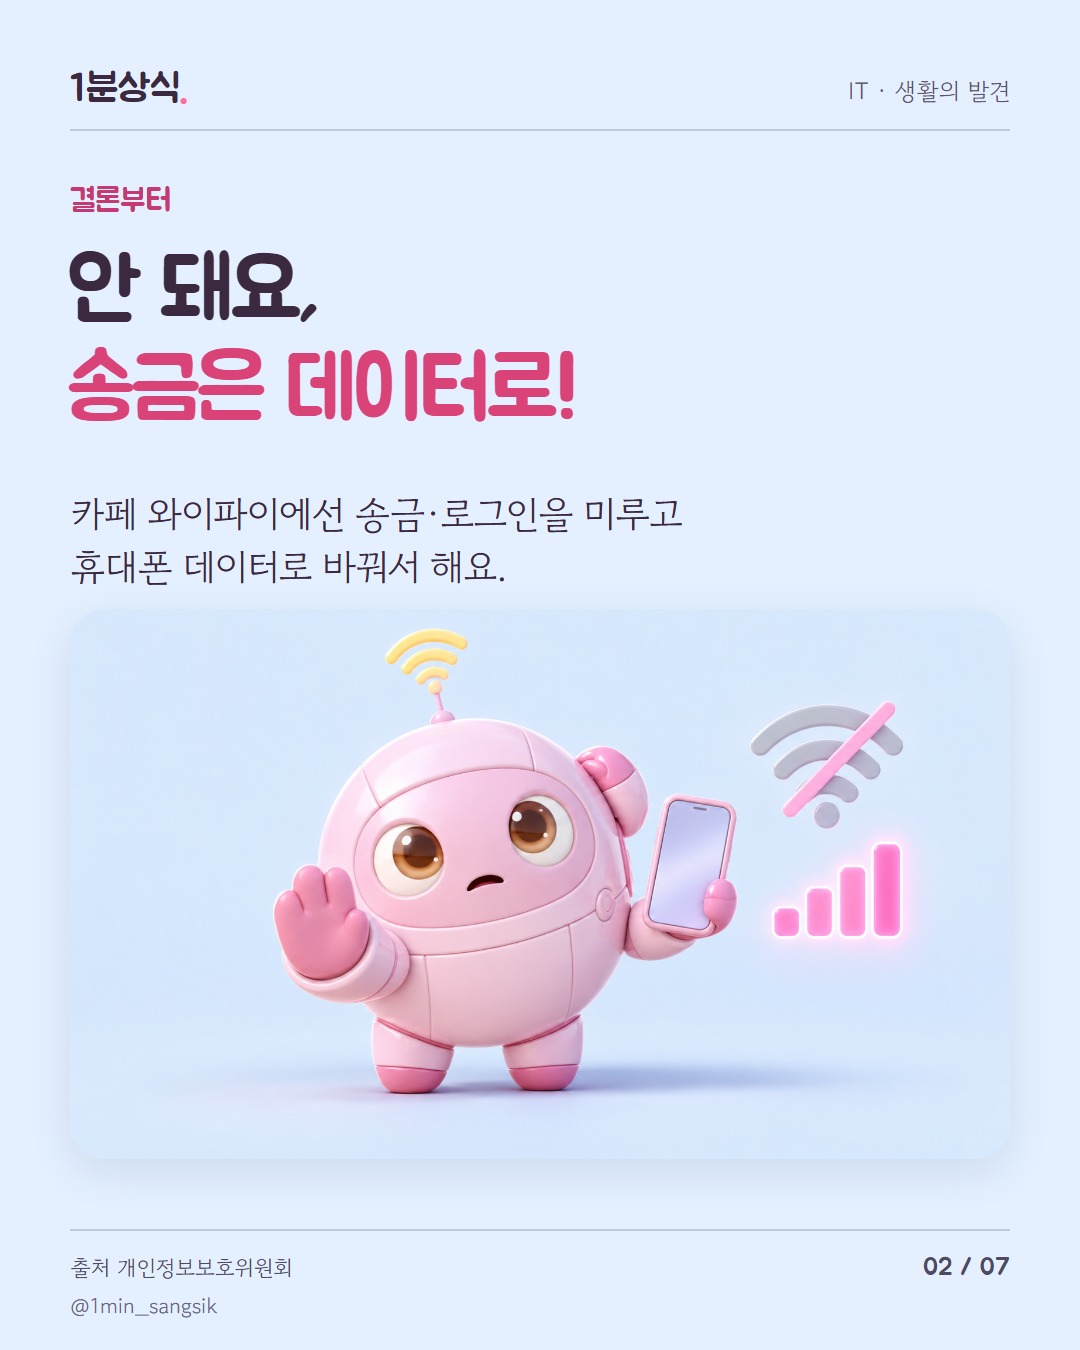 1분상식.
IT · 생활의 발견
결론부터
안 돼요,
송금은 데이터로!
카페 와이파이에선 송금·로그인을 미루고
휴대폰 데이터로 바꿔서 해요.
출처 개인정보보호위원회
02 / 07
@1min_sangsik